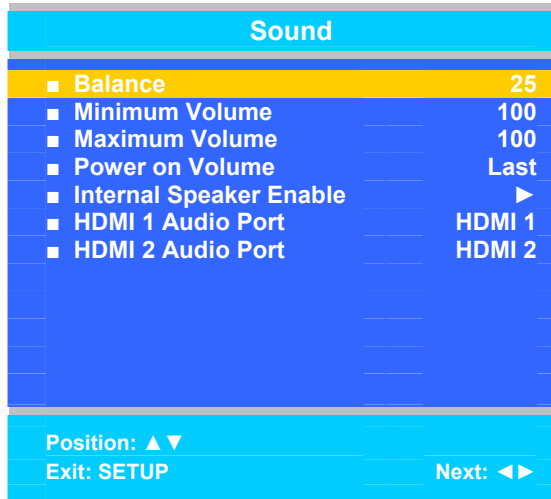 Sound
■ Balance 25
■ Minimum Volume 100
■ Maximum Volume 100
■ Power on Volume Last
■ Internal Speaker Enable ►
■ HDMI 1 Audio Port HDMI 1
■ HDMI 2 Audio Port HDMI 2
Position: ▲▼
Exit: SETUP Next: ◄►